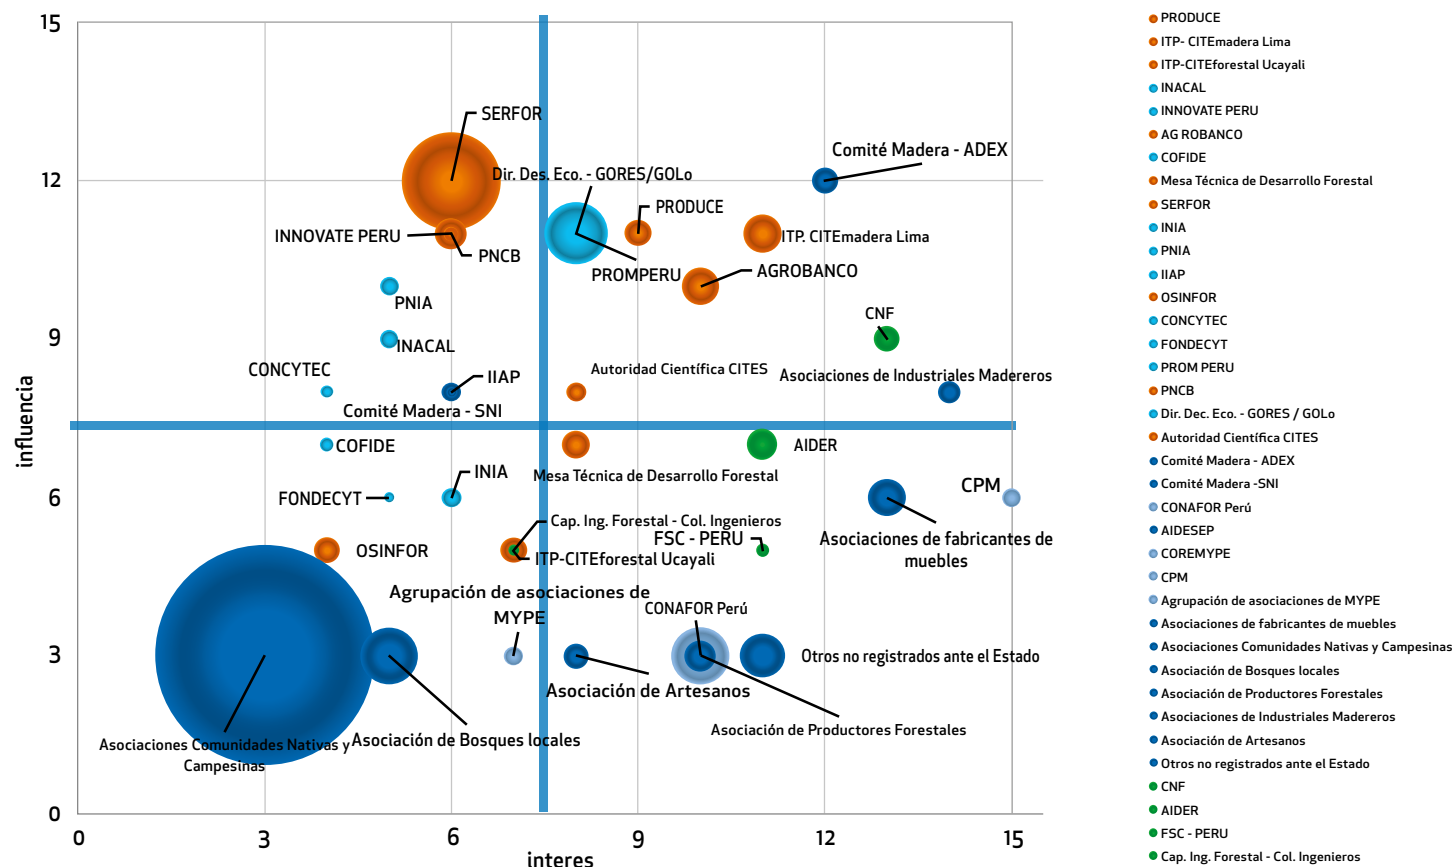 15
12
9
6
3
0
influencia
0
3
6
9
12
15
interes
SERFOR
Dir. Des. Eco. - GORES/GOLo
Comité Madera - ADEX
PRODUCE
INNOVATE PERU
PNCB
ITP. CITEmadera Lima
PROMPERU
AGROBANCO
PNIA
CNF
INACAL
CONCYTEC
IIAP
Autoridad Científica CITES
Asociaciones de Industriales Madereros
Comité Madera - SNI
COFIDE
AIDER
INIA
Mesa Técnica de Desarrollo Forestal
CPM
FONDECYT
Cap. Ing. Forestal - Col. Ingenieros
FSC - PERU
Asociaciones de fabricantes de
muebles
OSINFOR
ITP-CITEforestal Ucayali
Agrupación de asociaciones de
MYPE
CONAFOR Perú
Otros no registrados ante el Estado
Asociación de Artesanos
Asociación de Productores Forestales
Asociaciones Comunidades Nativas y
Campesinas
Asociación de Bosques locales
PRODUCE
ITP- CITEmadera Lima
ITP-CITEforestal Ucayali
INACAL
INNOVATE PERU
AG ROBANCO
COFIDE
Mesa Técnica de Desarrollo Forestal
SERFOR
INIA
PNIA
IIAP
OSINFOR
CONCYTEC
FONDECYT
PROM PERU
PNCB
Dir. Dec. Eco. - GORES / GOLo
Autoridad Científica CITES
Comité Madera - ADEX
Comité Madera -SNI
CONAFOR Perú
AIDESEP
COREMYPE
CPM
Agrupación de asociaciones de MYPE
Asociaciones de fabricantes de muebles
Asociaciones Comunidades Nativas y Campesinas
Asociación de Bosques locales
Asociación de Productores Forestales
Asociaciones de Industriales Madereros
Asociación de Artesanos
Otros no registrados ante el Estado
CNF
AIDER
FSC - PERU
Cap. Ing. Forestal - Col. Ingenieros